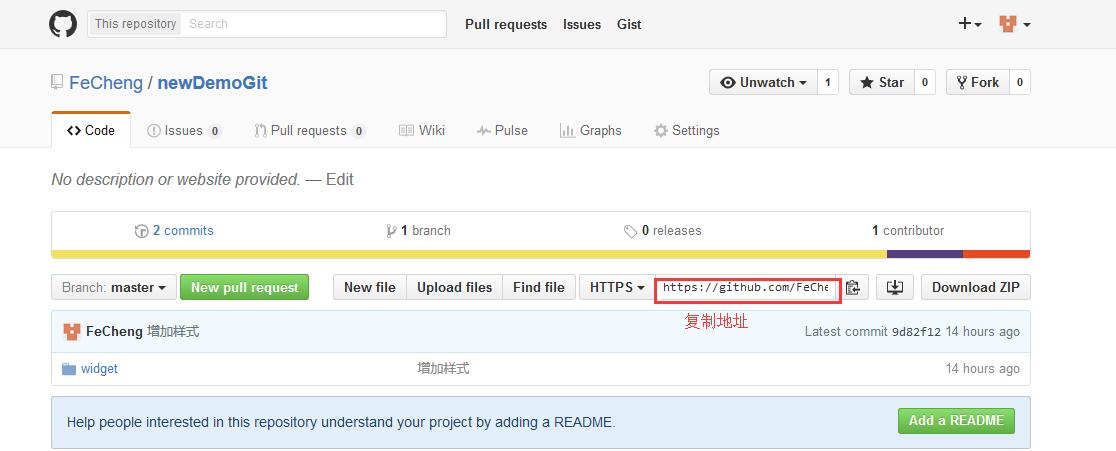 This repository Search Pull requests Issues Gist
FeCheng / newDemoGit Unwatch 1 Star 0 Fork 0
Code Issues 0 Pull requests 0 Wiki Pulse Graphs Settings
No description or website provided. — Edit
2 commits 1 branch 0 releases 1 contributor
Branch: master New pull request New file Upload files Find file HTTPS https://github.com/FeChe Download ZIP
复制地址
FeCheng 增加样式 Latest commit 9d82f12 14 hours ago
widget 增加样式 14 hours ago
Help people interested in this repository understand your project by adding a README. Add a README